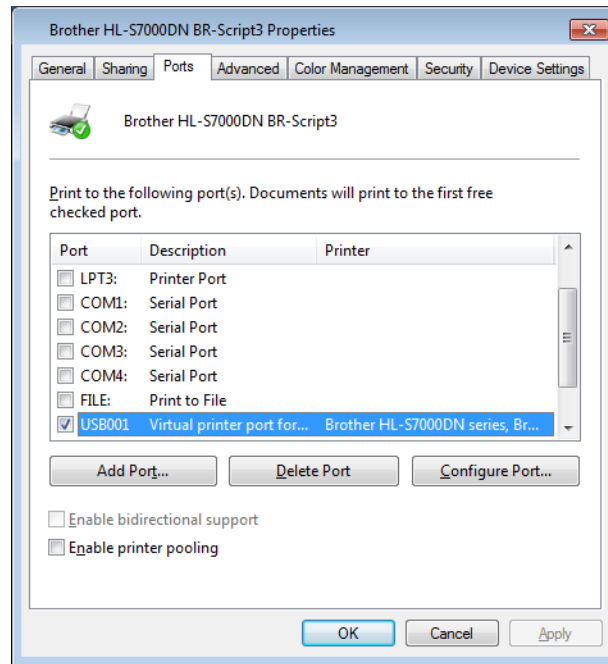 Brother HL-S7000DN BR-Script3 Properties
General Sharing Ports Advanced Color Management Security Device Settings
Brother HL-S7000DN BR-Script3
Print to the following port(s). Documents will print to the first free
checked port.
Port Description Printer
LPT3: Printer Port
COM1: Serial Port
COM2: Serial Port
COM3: Serial Port
COM4: Serial Port
FILE: Print to File
USB001 Virtual printer port for... Brother HL-S7000DN series, Br...
Add Port... Delete Port Configure Port...
Enable bidirectional support
Enable printer pooling
OK Cancel Apply